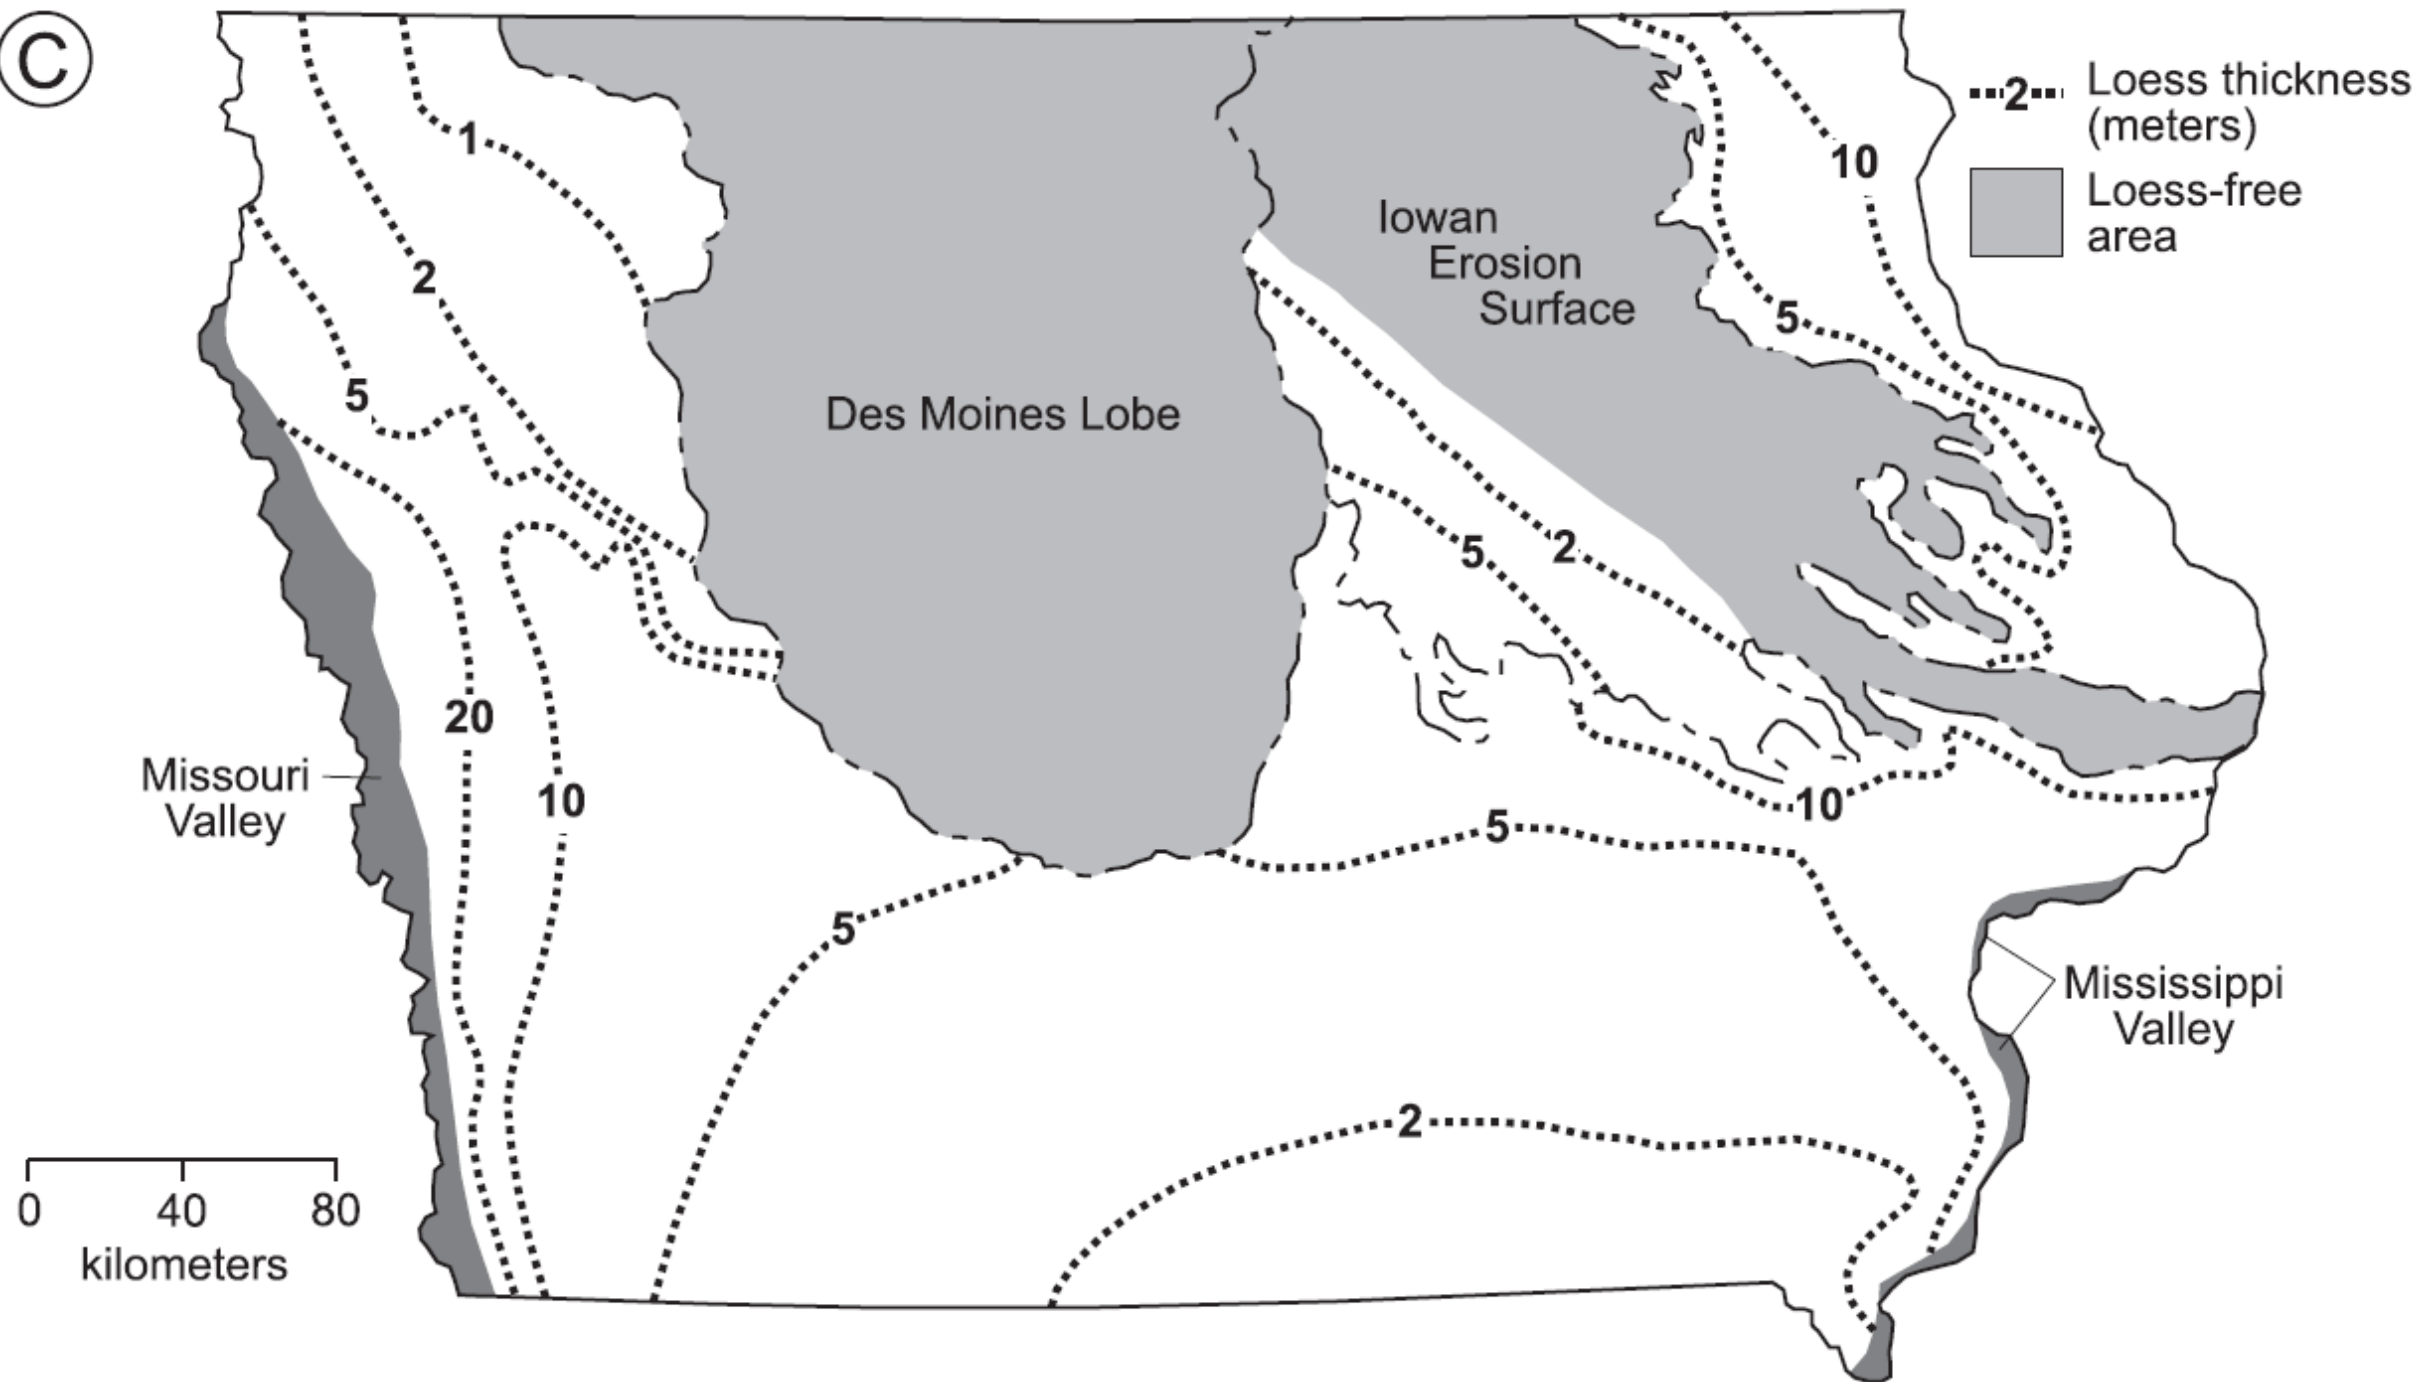 C
Loess thickness
(meters)
2
Loess-free
area
1
10
Iowan
Erosion
Surface
2
5
5
Des Moines Lobe
5
2
20
Missouri
Valley
10
10
5
5
Mississippi
Valley
2
0 40 80
kilometers